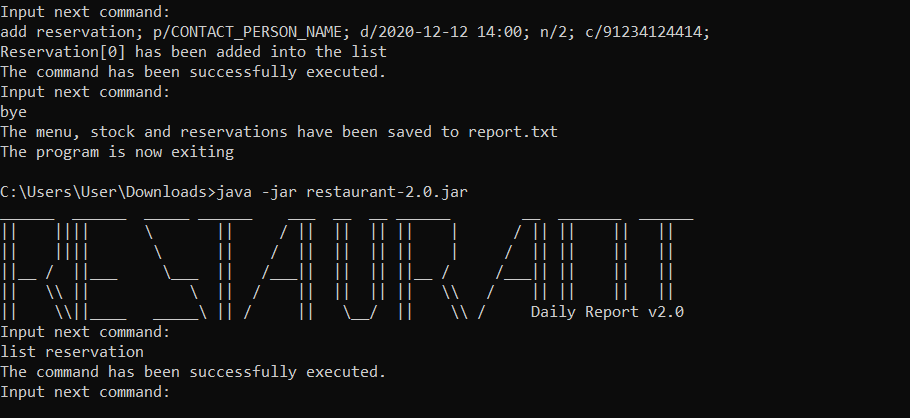 Input next command:
add reservation; p/CONTACT_PERSON_NAME; d/2020-12-12 14:00; n/2; c/91234124414;
Reservation[0] has been added into the list
The command has been successfully executed.
Input next command:
bye
The menu, stock and reservations have been saved to report.txt
The program is now exiting
C:\Users\User\Downloads>java -jar restaurant-2.0.jar
RESTAURANT
Daily Report v2.0
Input next command:
list reservation
The command has been successfully executed.
Input next command: